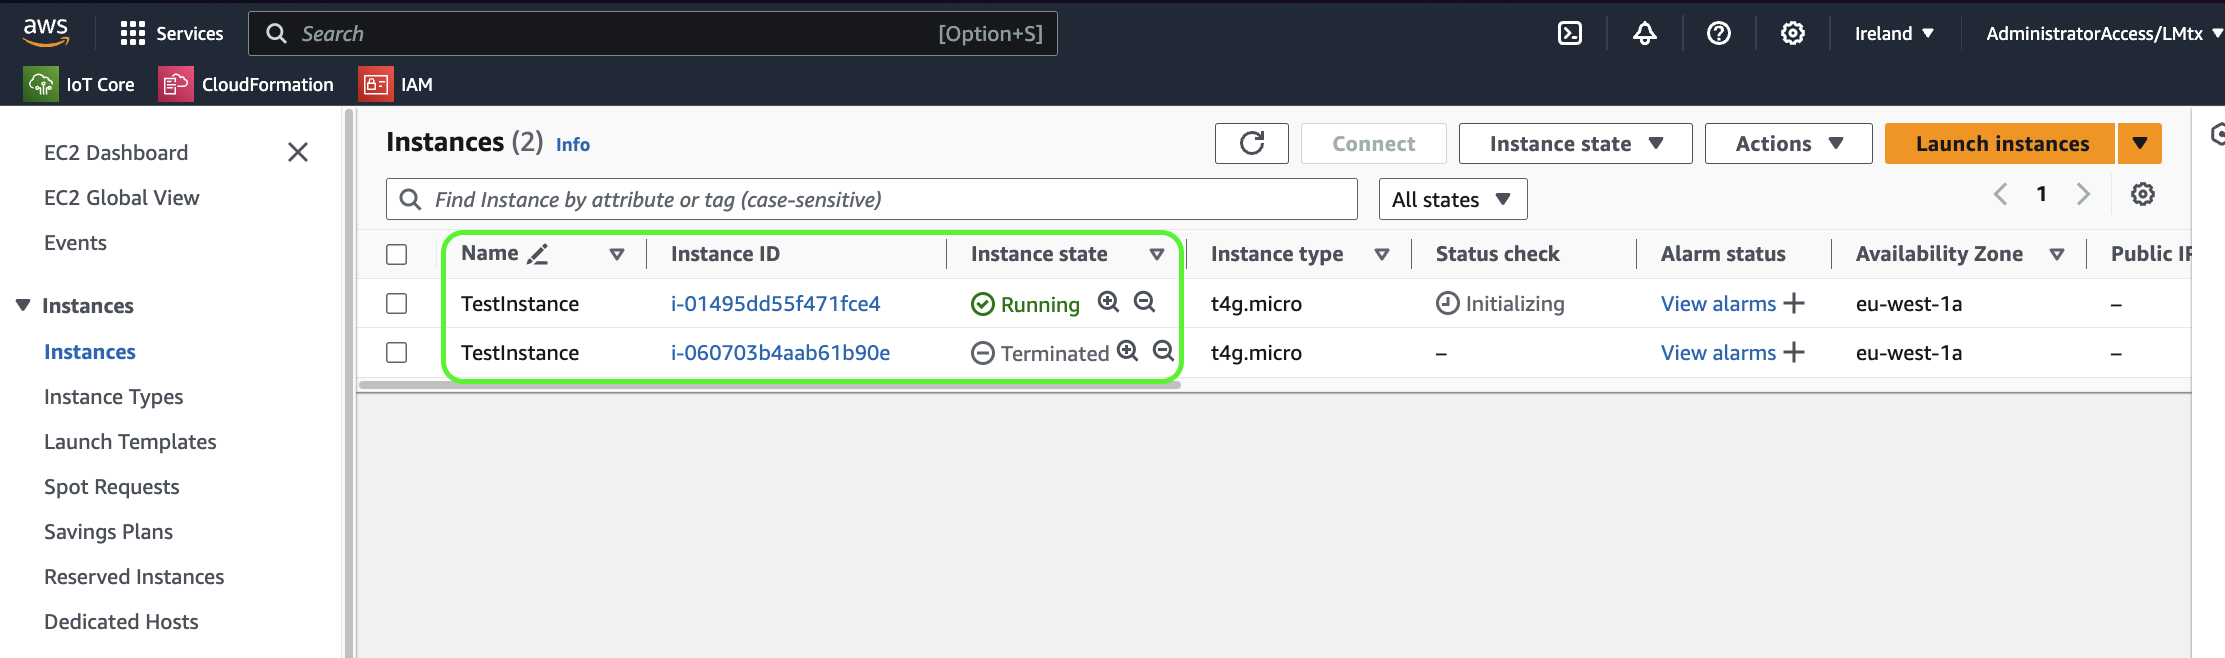 aws Services Search [Option+S] Ireland AdministratorAccess/LMtx
IoT Core CloudFormation IAM
EC2 Dashboard
EC2 Global View
Events
Instances
Instances
Instance Types
Launch Templates
Spot Requests
Savings Plans
Reserved Instances
Dedicated Hosts
Instances (2) Info Connect Instance state Actions Launch instances
Find Instance by attribute or tag (case-sensitive) All states 1
Name Instance ID Instance state Instance type Status check Alarm status Availability Zone Public
TestInstance i-01495dd55f471fce4 Running t4g.micro Initializing View alarms + eu-west-1a –
TestInstance i-060703b4aab61b90e Terminated t4g.micro – View alarms + eu-west-1a –